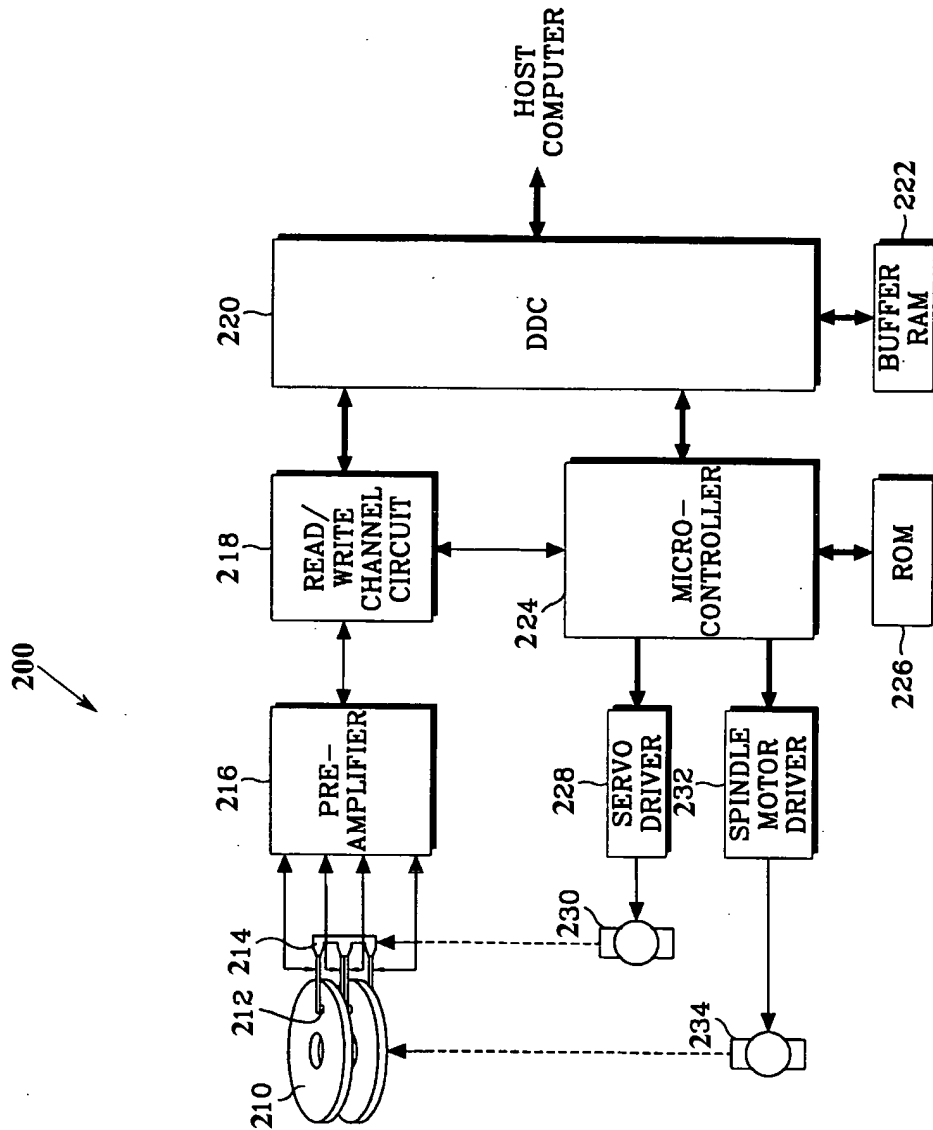 200
210
212
214
216
PRE-
AMPLIFIER
218
READ/
WRITE
CHANNEL
CIRCUIT
220
DDC
HOST
COMPUTER
224
MICRO-
CONTROLLER
222
BUFFER
RAM
226
ROM
228
SERVO
DRIVER
230
232
SPINDLE
MOTOR
DRIVER
234